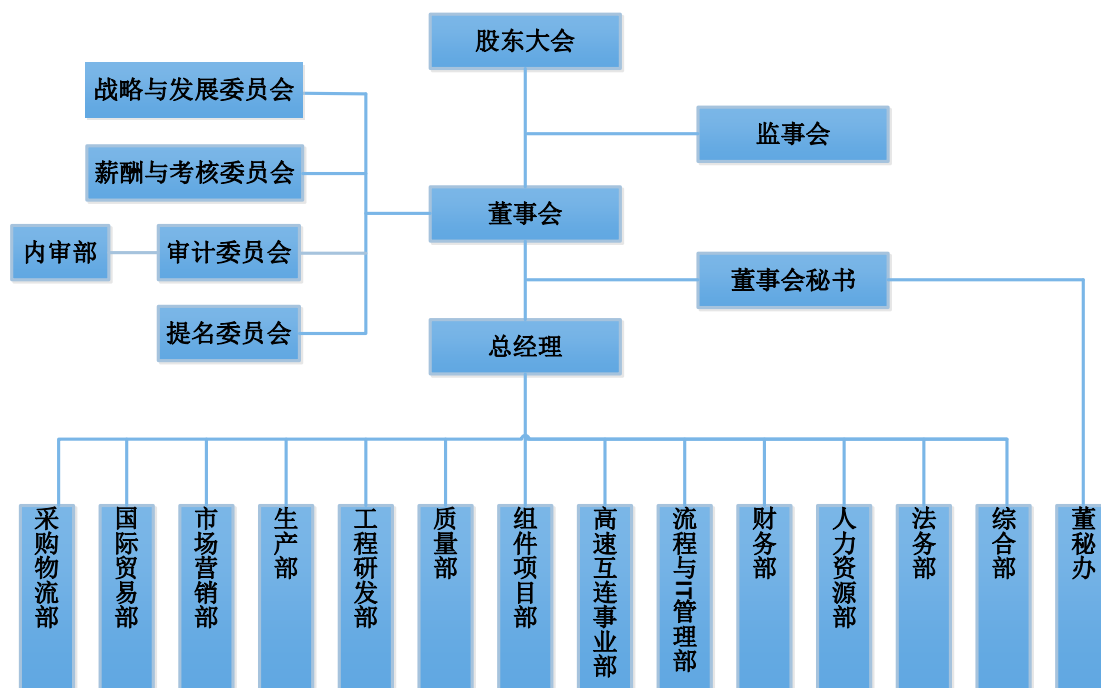 股东大会
战略与发展委员会
监事会
薪酬与考核委员会
董事会
内审部
审计委员会
董事会秘书
提名委员会
总经理
采购物流部
国际贸易部
市场营销部
生产部
工程研发部
质量部
组件项目部
高速互连事业部
流程与IT管理部
财务部
人力资源部
法务部
综合部
董秘办